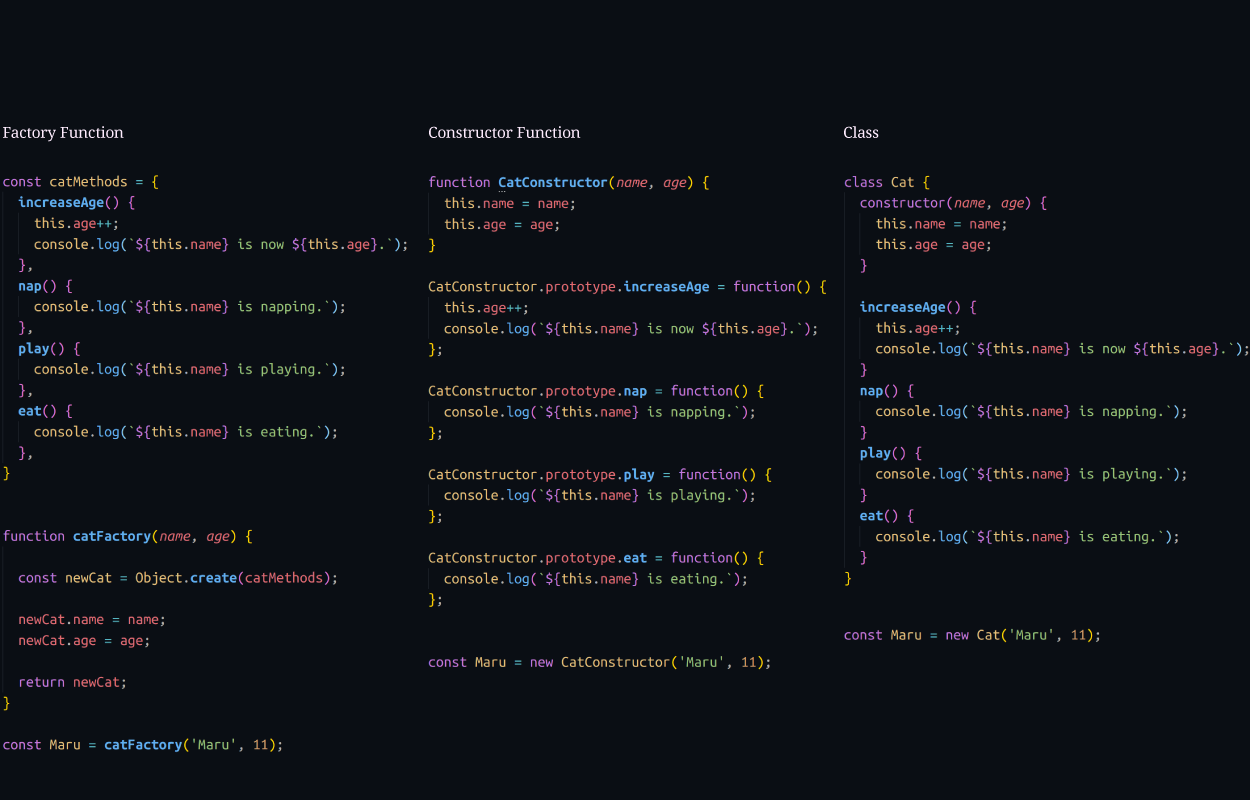 Factory Function
const catMethods = {
  increaseAge() {
    this.age++;
    console.log(`${this.name} is now ${this.age}.`);
  },
  nap() {
    console.log(`${this.name} is napping.`);
  },
  play() {
    console.log(`${this.name} is playing.`);
  },
  eat() {
    console.log(`${this.name} is eating.`);
  },
}
function catFactory(name, age) {
  const newCat = Object.create(catMethods);
  newCat.name = name;
  newCat.age = age;
  return newCat;
}
const Maru = catFactory('Maru', 11);
Constructor Function
function CatConstructor(name, age) {
  this.name = name;
  this.age = age;
}
CatConstructor.prototype.increaseAge = function() {
  this.age++;
  console.log(`${this.name} is now ${this.age}.`);
};
CatConstructor.prototype.nap = function() {
  console.log(`${this.name} is napping.`);
};
CatConstructor.prototype.play = function() {
  console.log(`${this.name} is playing.`);
};
CatConstructor.prototype.eat = function() {
  console.log(`${this.name} is eating.`);
};
const Maru = new CatConstructor('Maru', 11);
Class
class Cat {
  constructor(name, age) {
    this.name = name;
    this.age = age;
  }
  increaseAge() {
    this.age++;
    console.log(`${this.name} is now ${this.age}.`);
  }
  nap() {
    console.log(`${this.name} is napping.`);
  }
  play() {
    console.log(`${this.name} is playing.`);
  }
  eat() {
    console.log(`${this.name} is eating.`);
  }
}
const Maru = new Cat('Maru', 11);